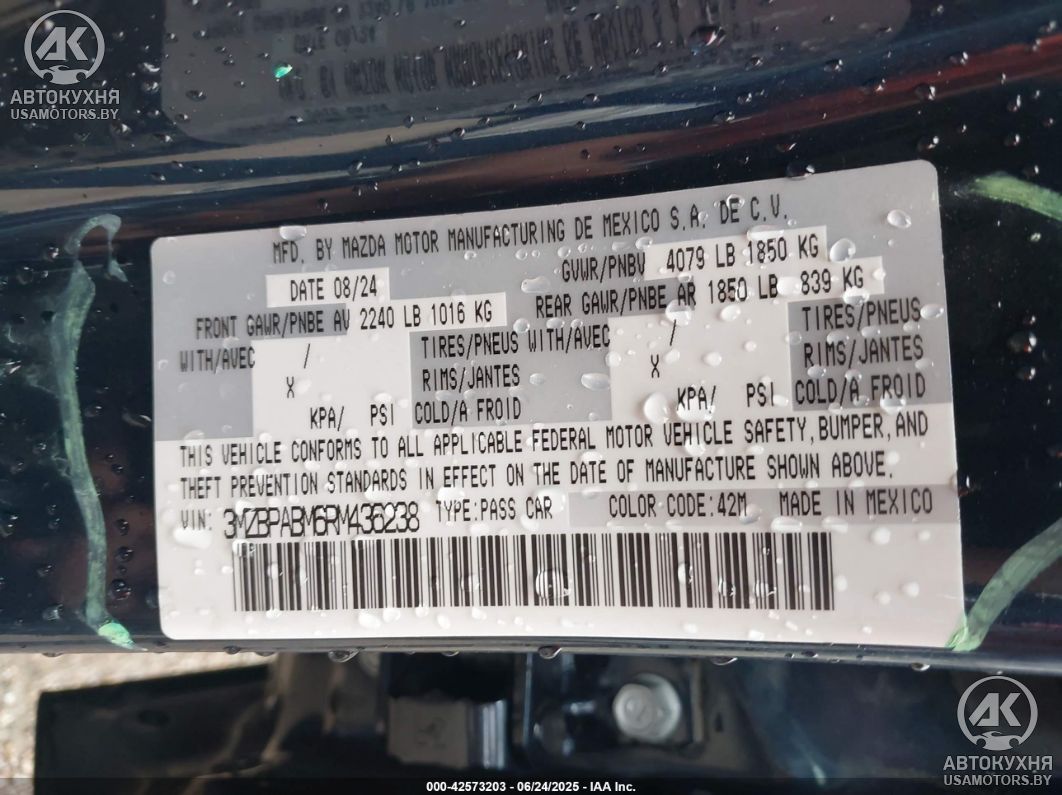 АВТОКУХНЯ
USAMOTORS.BY
MFD. BY MAZDA MOTOR MANUFACTURING DE MEXICO S.A. DE C.V.
DATE 08/24 GVWR/PNBV 4079 LB 1850 KG
FRONT GAWR/PNBE AV 2240 LB 1016 KG REAR GAWR/PNBE AR 1850 LB 839 KG
WITH/AVEC / TIRES/PNEUS WITH/AVEC / TIRES/PNEUS
X RIMS/JANTES X RIMS/JANTES
KPA/ PSI COLD/A FROID KPA/ PSI COLD/A FROID
THIS VEHICLE CONFORMS TO ALL APPLICABLE FEDERAL MOTOR VEHICLE SAFETY, BUMPER, AND
THEFT PREVENTION STANDARDS IN EFFECT ON THE DATE OF MANUFACTURE SHOWN ABOVE.
VIN: 3MZBPABM6RM436238 TYPE:PASS CAR COLOR CODE:42M MADE IN MEXICO
АК
АВТОКУХНЯ
USAMOTORS.BY
000-42573203 - 06/24/2025 - IAA Inc.